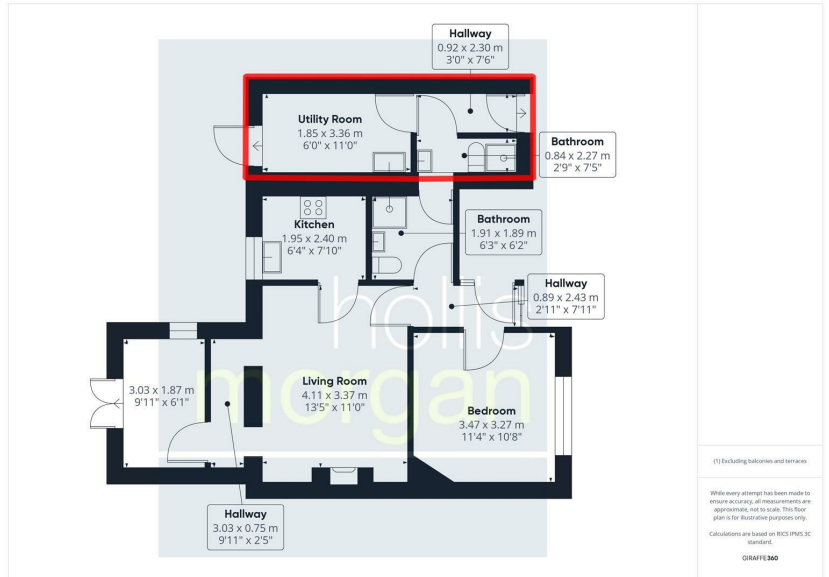 Hallway
0.92 x 2.30 m
3'0" x 7'6"
Utility Room
1.85 x 3.36 m
6'0" x 11'0"
Bathroom
0.84 x 2.27 m
2'9" x 7'5"
Kitchen
1.95 x 2.40 m
6'4" x 7'10"
Bathroom
1.91 x 1.89 m
6'3" x 6'2"
Hallway
0.89 x 2.43 m
2'11" x 7'11"
hollis
morgan
3.03 x 1.87 m
9'11" x 6'1"
Living Room
4.11 x 3.37 m
13'5" x 11'0"
Bedroom
3.47 x 3.27 m
11'4" x 10'8"
Hallway
3.03 x 0.75 m
9'11" x 2'5"
(1) Excluding balconies and terraces
While every attempt has been made to
ensure accuracy, all measurements are
approximate, not to scale. This floor
plan is for illustrative purposes only.
Calculations are based on RICS IPMS 3C
standard.
GIRAFFE360